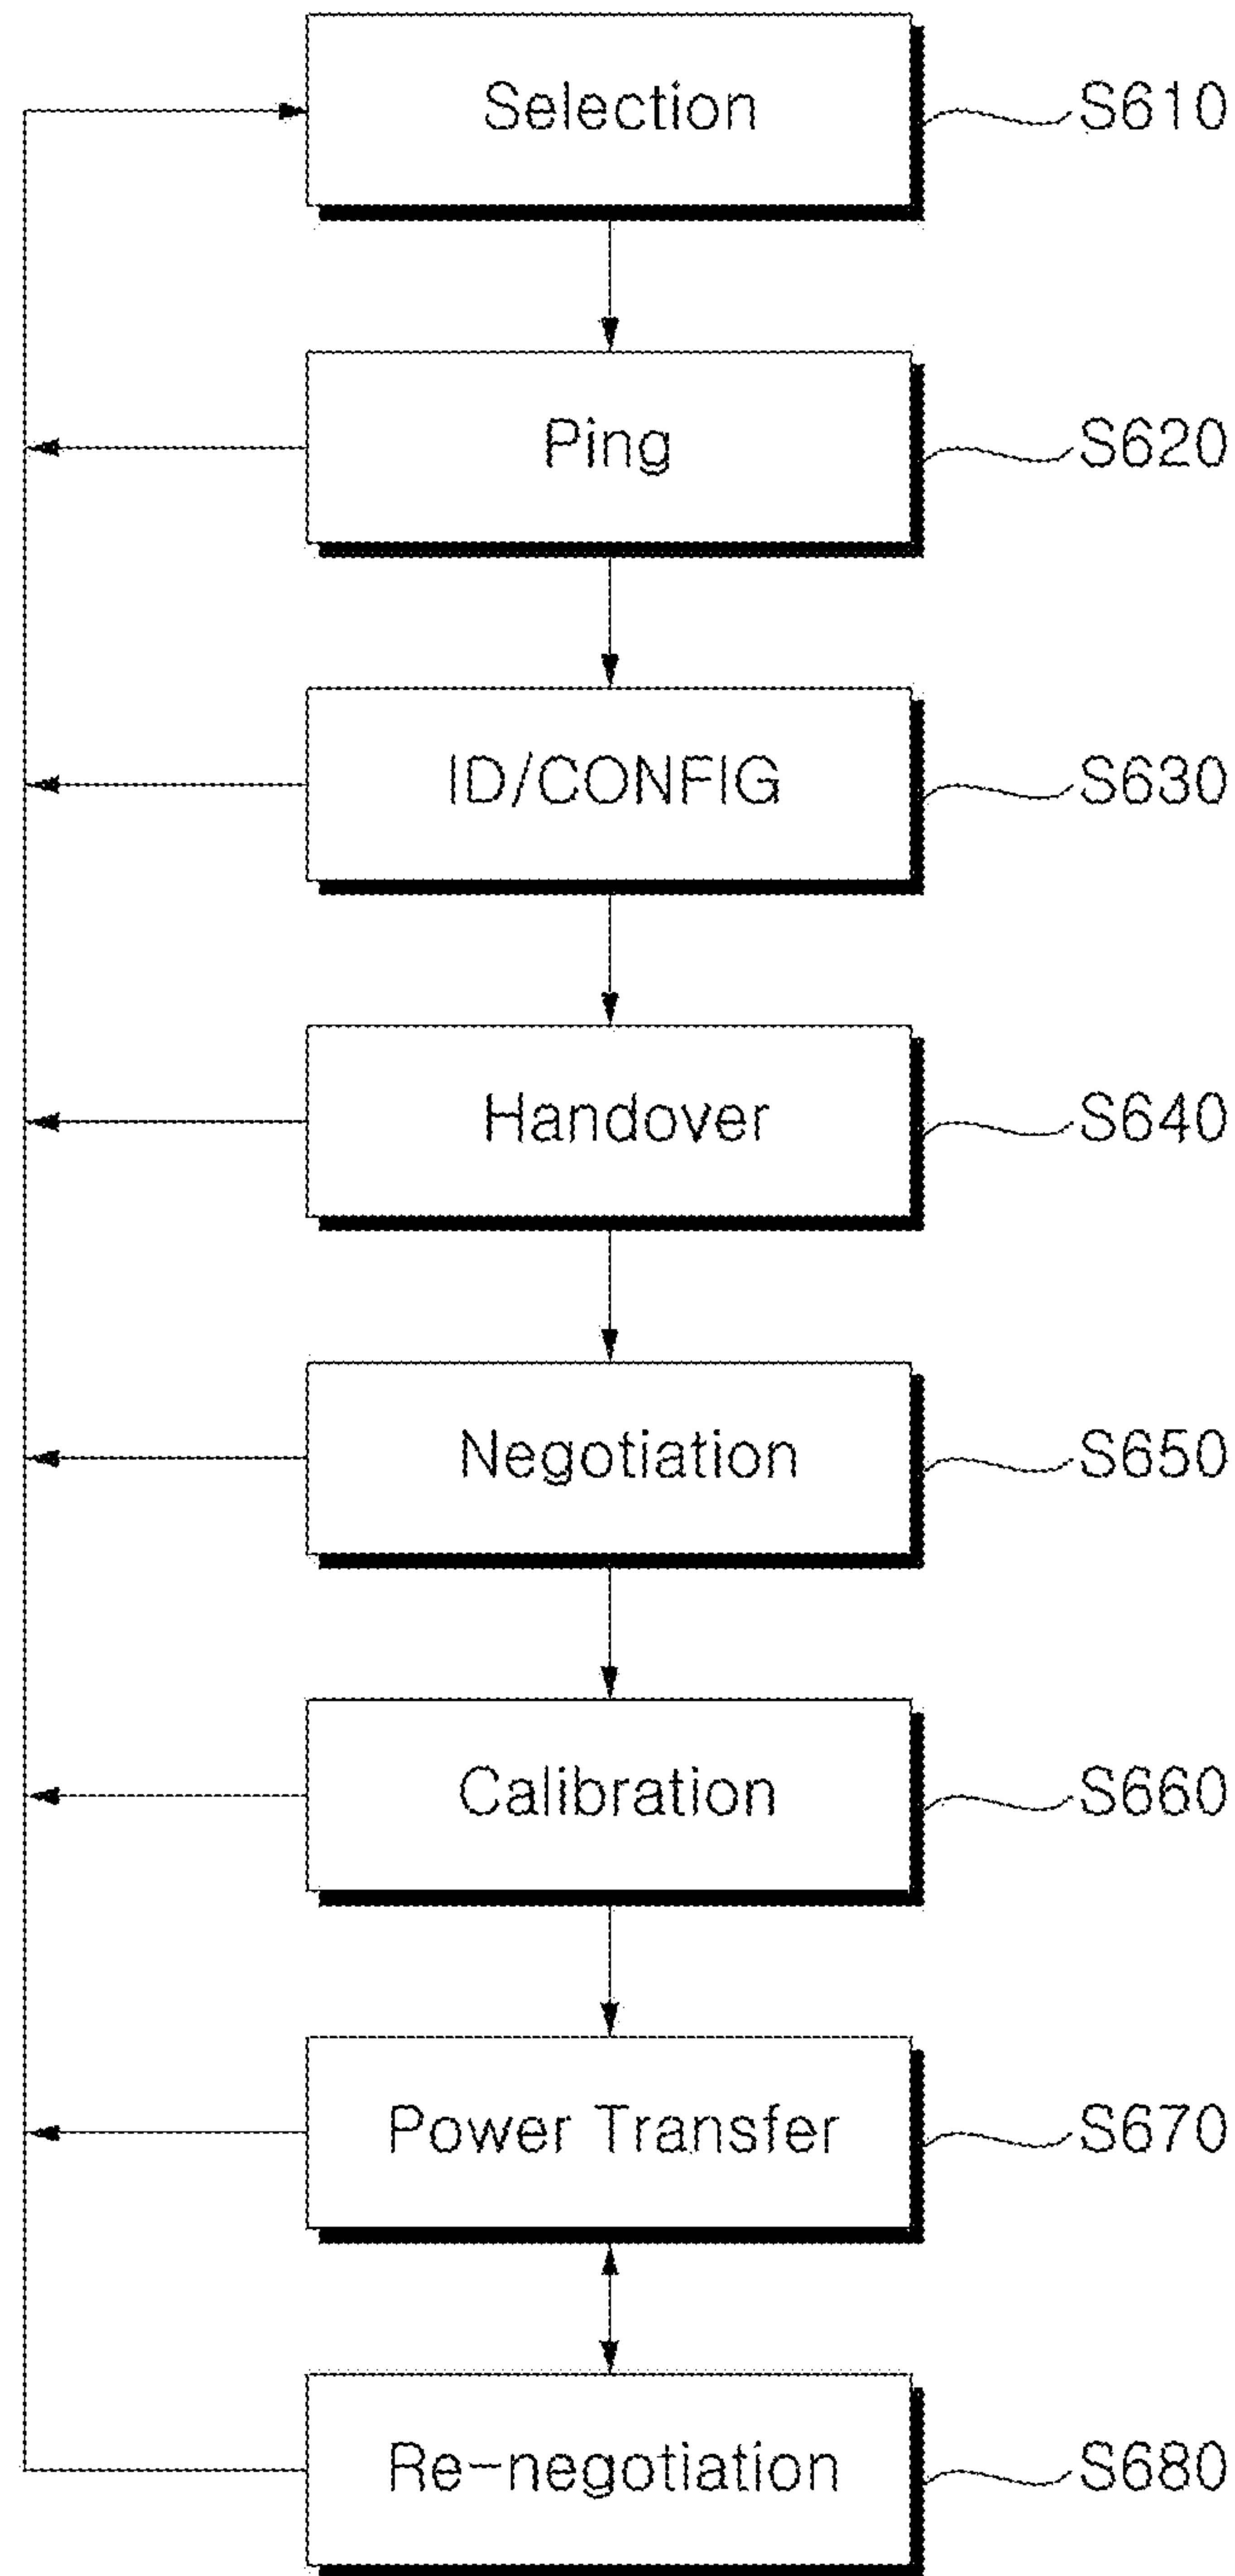 Selection S610
Ping S620
ID/CONFIG S630
Handover S640
Negotiation S650
Calibration S660
Power Transfer S670
Re-negotiation S680